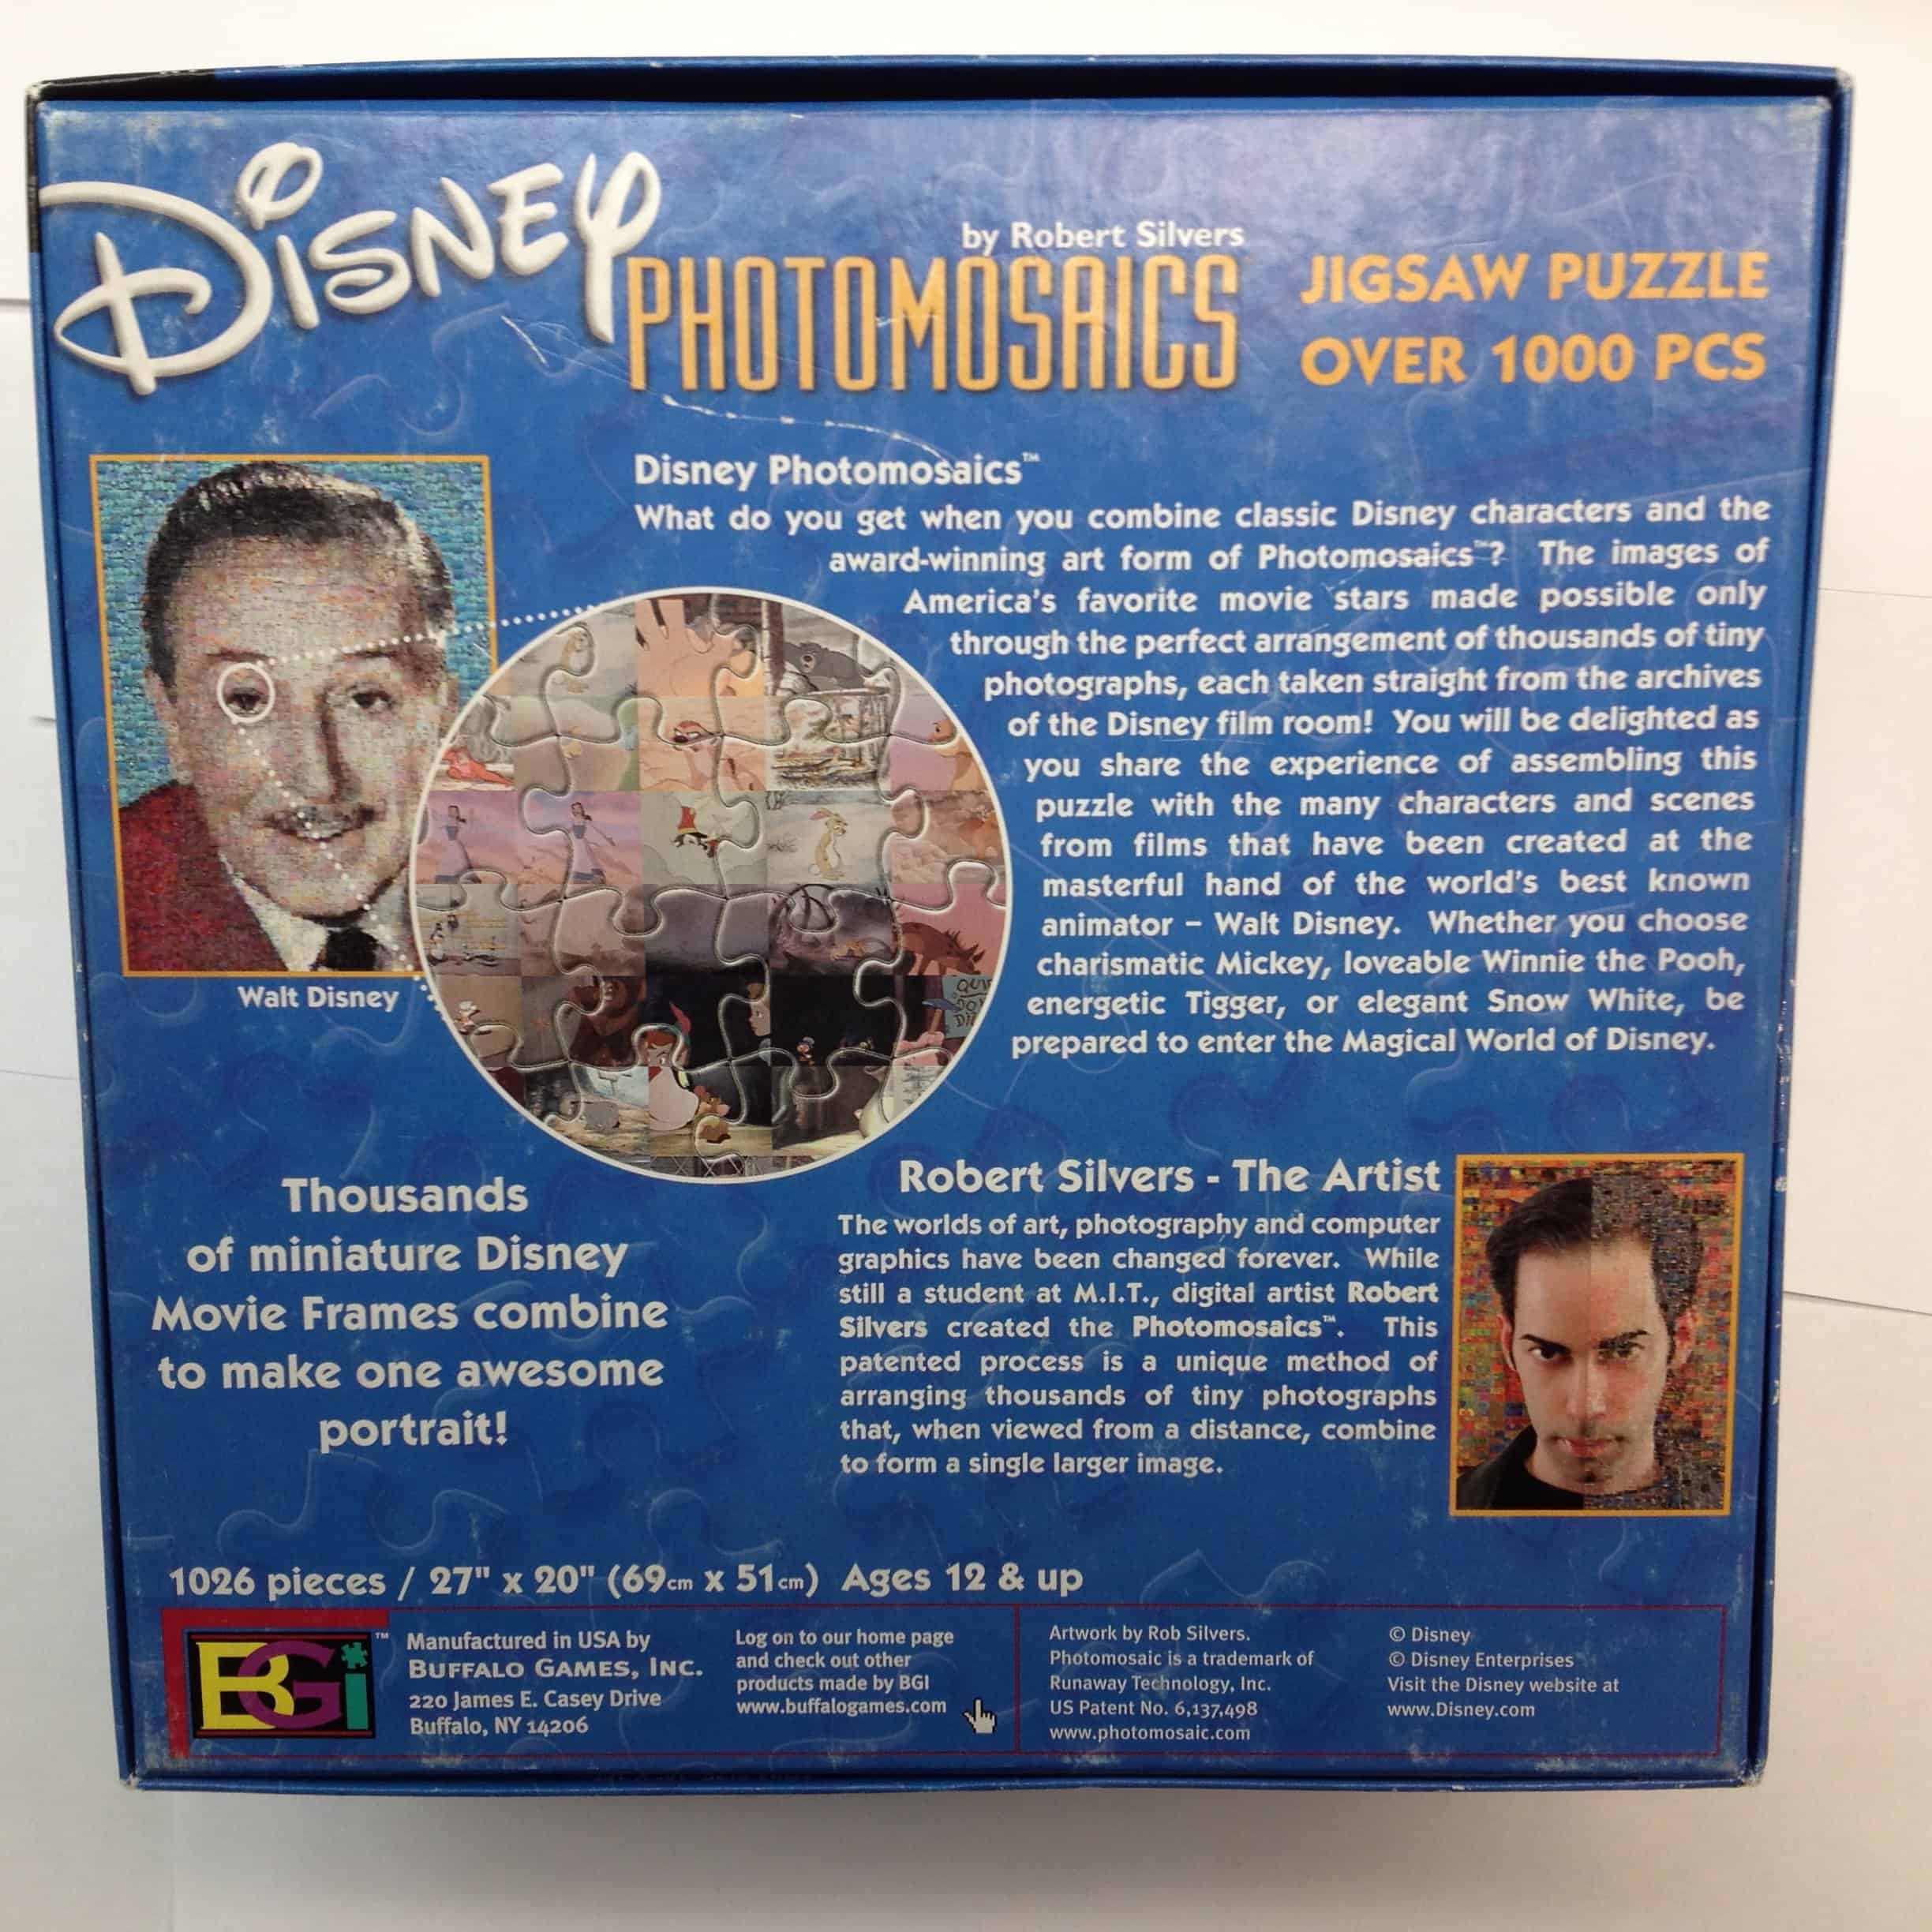 DISNEY
by Robert Silvers
PHOTOMOSAICS
JIGSAW PUZZLE
OVER 1000 PCS
Disney Photomosaics™
What do you get when you combine classic Disney characters and the
award-winning art form of Photomosaics™? The images of
America's favorite movie stars made possible only
through the perfect arrangement of thousands of tiny
photographs, each taken straight from the archives
of the Disney film room! You will be delighted as
you share the experience of assembling this
puzzle with the many characters and scenes
from films that have been created at the
masterful hand of the world's best known
animator – Walt Disney. Whether you choose
charismatic Mickey, loveable Winnie the Pooh,
energetic Tigger, or elegant Snow White, be
prepared to enter the Magical World of Disney.
Walt Disney
Thousands
of miniature Disney
Movie Frames combine
to make one awesome
portrait!
Robert Silvers - The Artist
The worlds of art, photography and computer
graphics have been changed forever. While
still a student at M.I.T., digital artist Robert
Silvers created the Photomosaics™. This
patented process is a unique method of
arranging thousands of tiny photographs
that, when viewed from a distance, combine
to form a single larger image.
1026 pieces / 27" x 20" (69cm x 51cm) Ages 12 & up
BGi™
Manufactured in USA by
BUFFALO GAMES, INC.
220 James E. Casey Drive
Buffalo, NY 14206
Log on to our home page
and check out other
products made by BGI
www.buffalogames.com
Artwork by Rob Silvers.
Photomosaic is a trademark of
Runaway Technology, Inc.
US Patent No. 6,137,498
www.photomosaic.com
© Disney
© Disney Enterprises
Visit the Disney website at
www.Disney.com